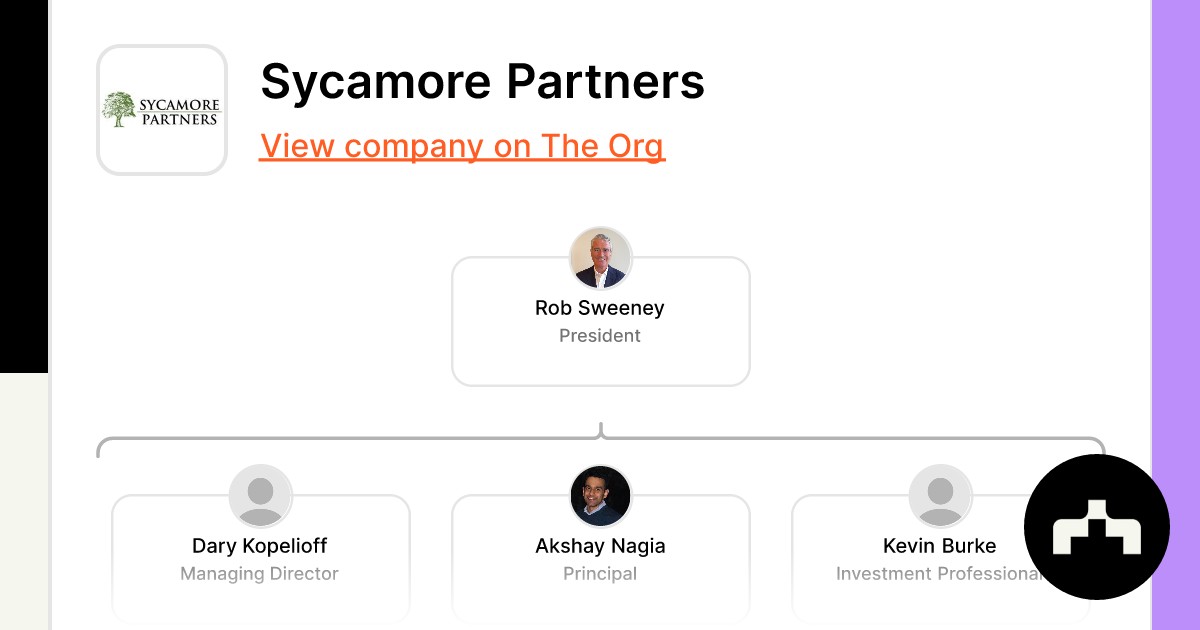 SYCAMORE
PARTNERS
Sycamore Partners
View company on The Org
Rob Sweeney
President
Dary Kopelioff
Managing Director
Akshay Nagia
Principal
Kevin Burke
Investment Professional